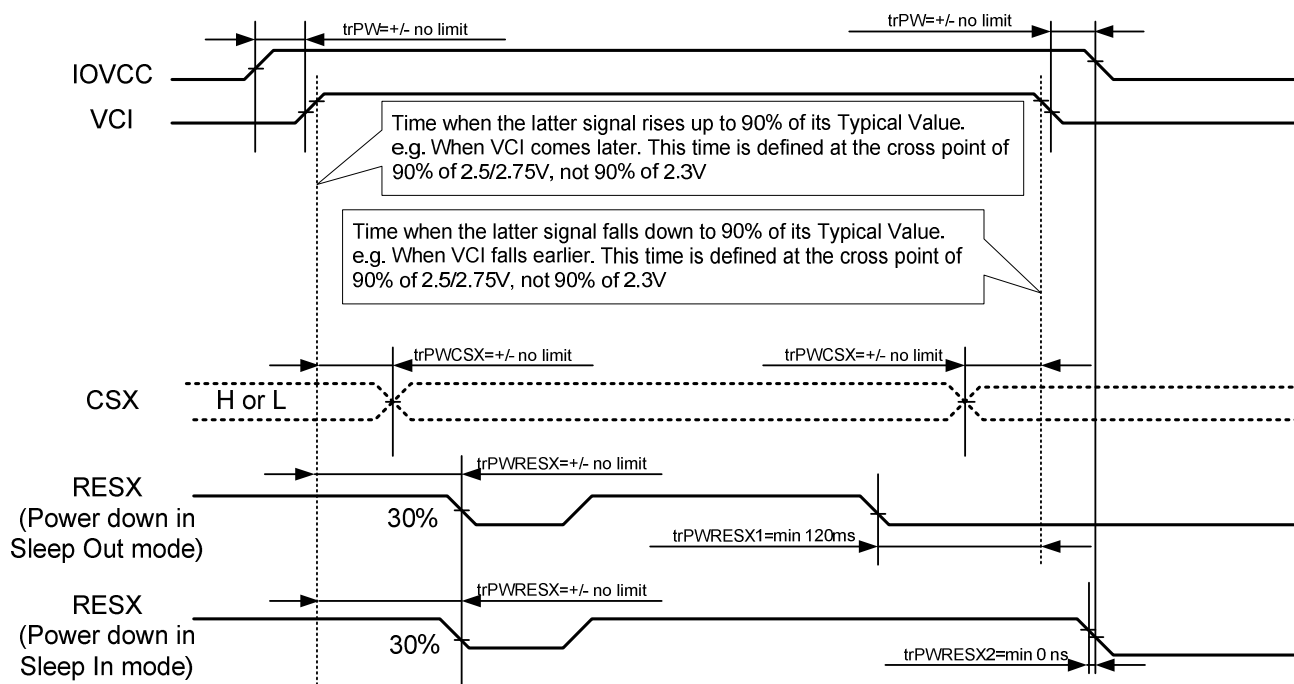 trPW=+/- no limit
trPW=+/- no limit
IOVCC
VCI
Time when the latter signal rises up to 90% of its Typical Value.
e.g. When VCI comes later. This time is defined at the cross point of
90% of 2.5/2.75V, not 90% of 2.3V
Time when the latter signal falls down to 90% of its Typical Value.
e.g. When VCI falls earlier. This time is defined at the cross point of
90% of 2.5/2.75V, not 90% of 2.3V
trPWCSX=+/- no limit
trPWCSX=+/- no limit
CSX
H or L
trPWRESX=+/- no limit
RESX
(Power down in
Sleep Out mode)
30%
trPWRESX1=min 120ms
trPWRESX=+/- no limit
RESX
(Power down in
Sleep In mode)
30%
trPWRESX2=min 0 ns